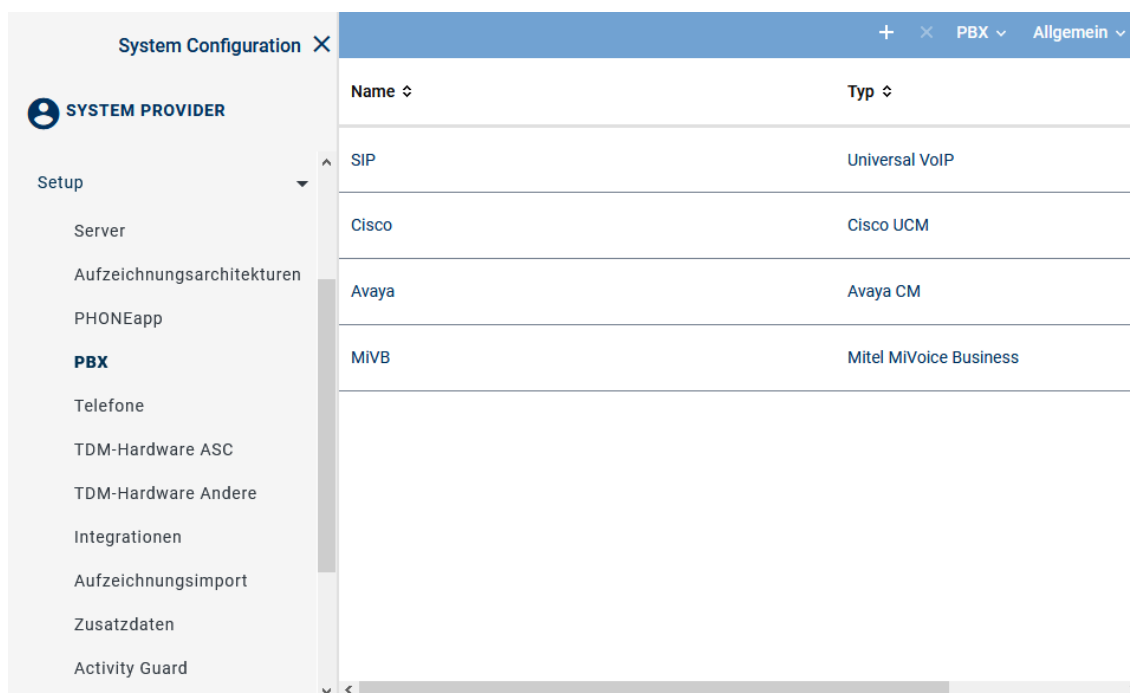 System Configuration
SYSTEM PROVIDER
Setup
Server
Aufzeichnungsarchitekturen
PHONEapp
PBX
Telefone
TDM-Hardware ASC
TDM-Hardware Andere
Integrationen
Aufzeichnungsimport
Zusatzdaten
Activity Guard
PBX Allgemein
Name Typ
SIP Universal VoIP
Cisco Cisco UCM
Avaya Avaya CM
MiVB Mitel MiVoice Business